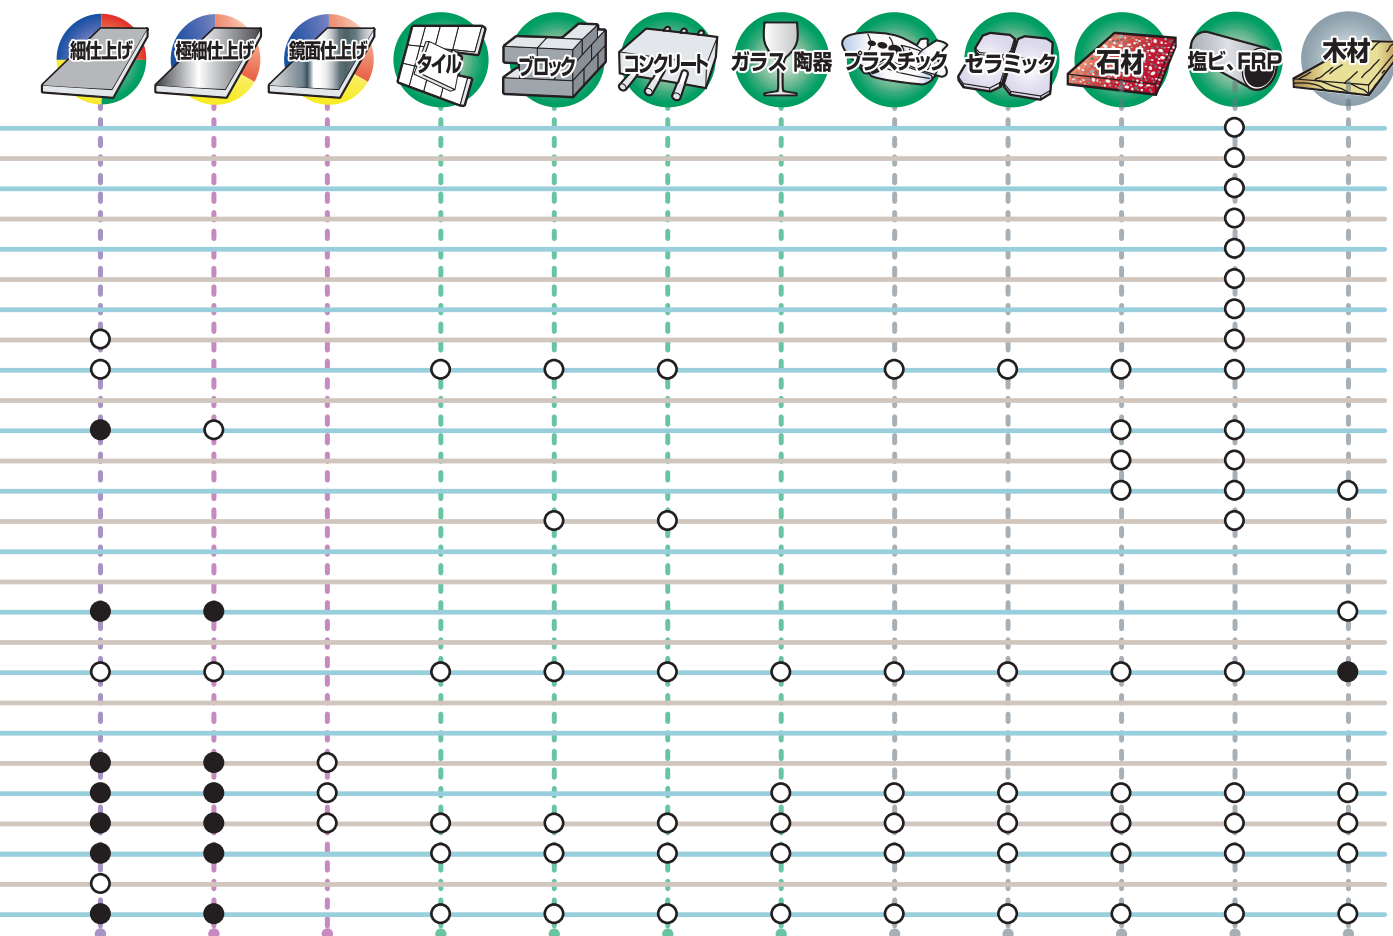 細仕上げ
極細仕上げ
鏡面仕上げ
タイル
ブロック
コンクリート
ガラス 陶器
プラスチック
セラミック
石材
塩ビ、FRP
木材